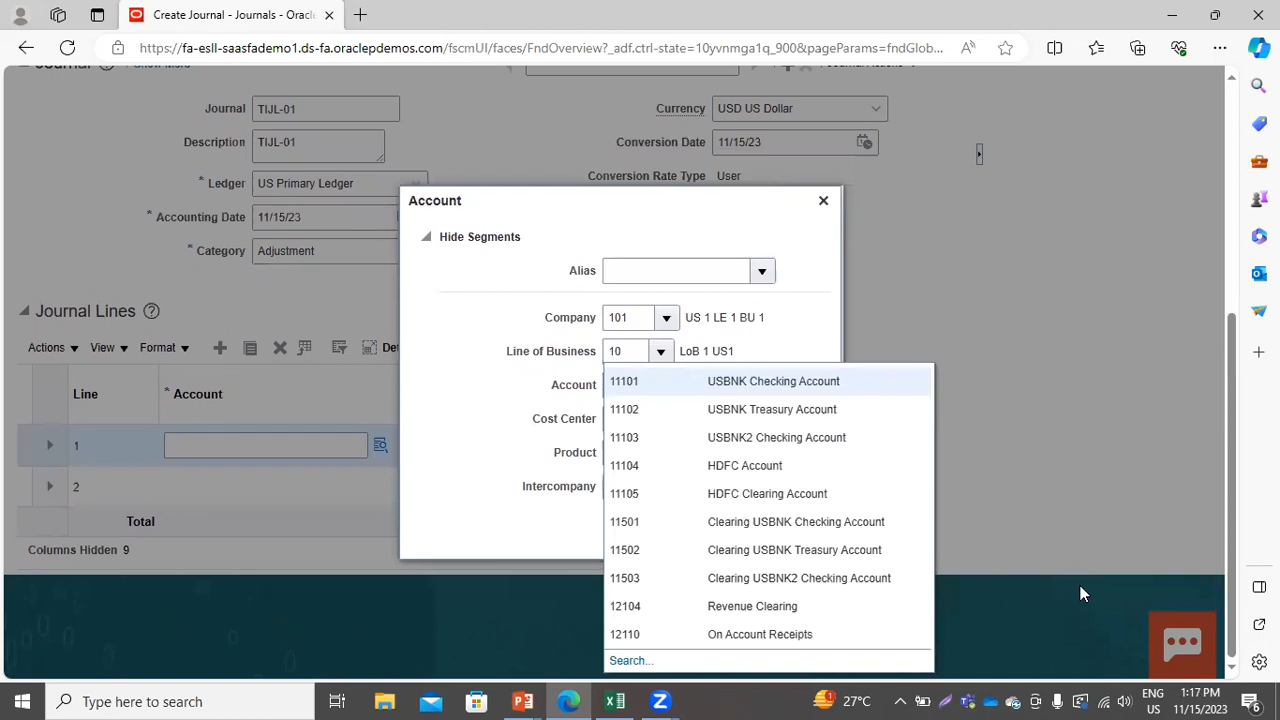 Create Journal - Journals - Oracle
https://fa-esll-saasfademo1.ds-fa.oraclepdemos.com/fscmUI/faces/FndOverview?_adf.ctrl-state=10yvnmga1q_900&pageParams=fndGlob...
Journal TIJL-01
Currency USD US Dollar
Description TIJL-01
Conversion Date 11/15/23
* Ledger US Primary Ledger
Conversion Rate Type User
* Accounting Date 11/15/23
* Category Adjustment
Account
Hide Segments
Alias
Company 101 US 1 LE 1 BU 1
Line of Business 10 LoB 1 US1
Account
Cost Center
Product
Intercompany
11101 USBNK Checking Account
11102 USBNK Treasury Account
11103 USBNK2 Checking Account
11104 HDFC Account
11105 HDFC Clearing Account
11501 Clearing USBNK Checking Account
11502 Clearing USBNK Treasury Account
11503 Clearing USBNK2 Checking Account
12104 Revenue Clearing
12110 On Account Receipts
Search...
Journal Lines
Actions View Format Det
Line * Account
1
2
Total
Columns Hidden 9
Type here to search
27°C
ENG
US
1:17 PM
11/15/2023
6